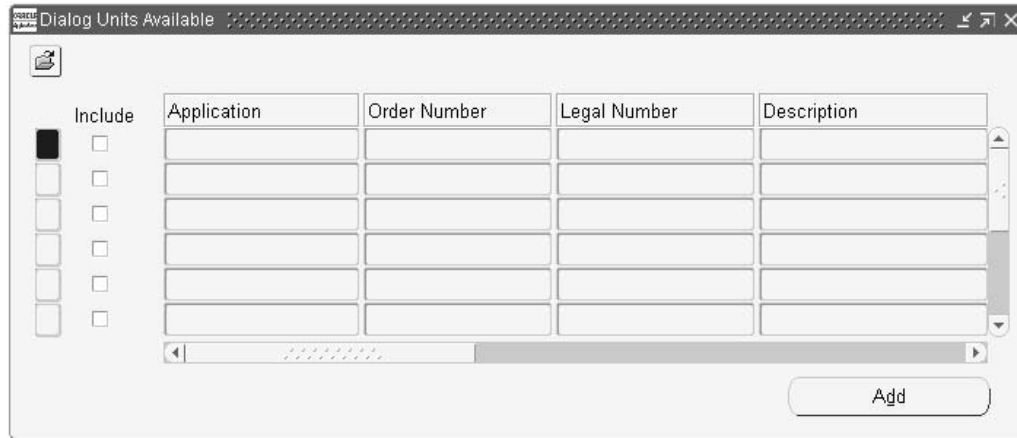 Dialog Units Available
Include
Application
Order Number
Legal Number
Description
Add